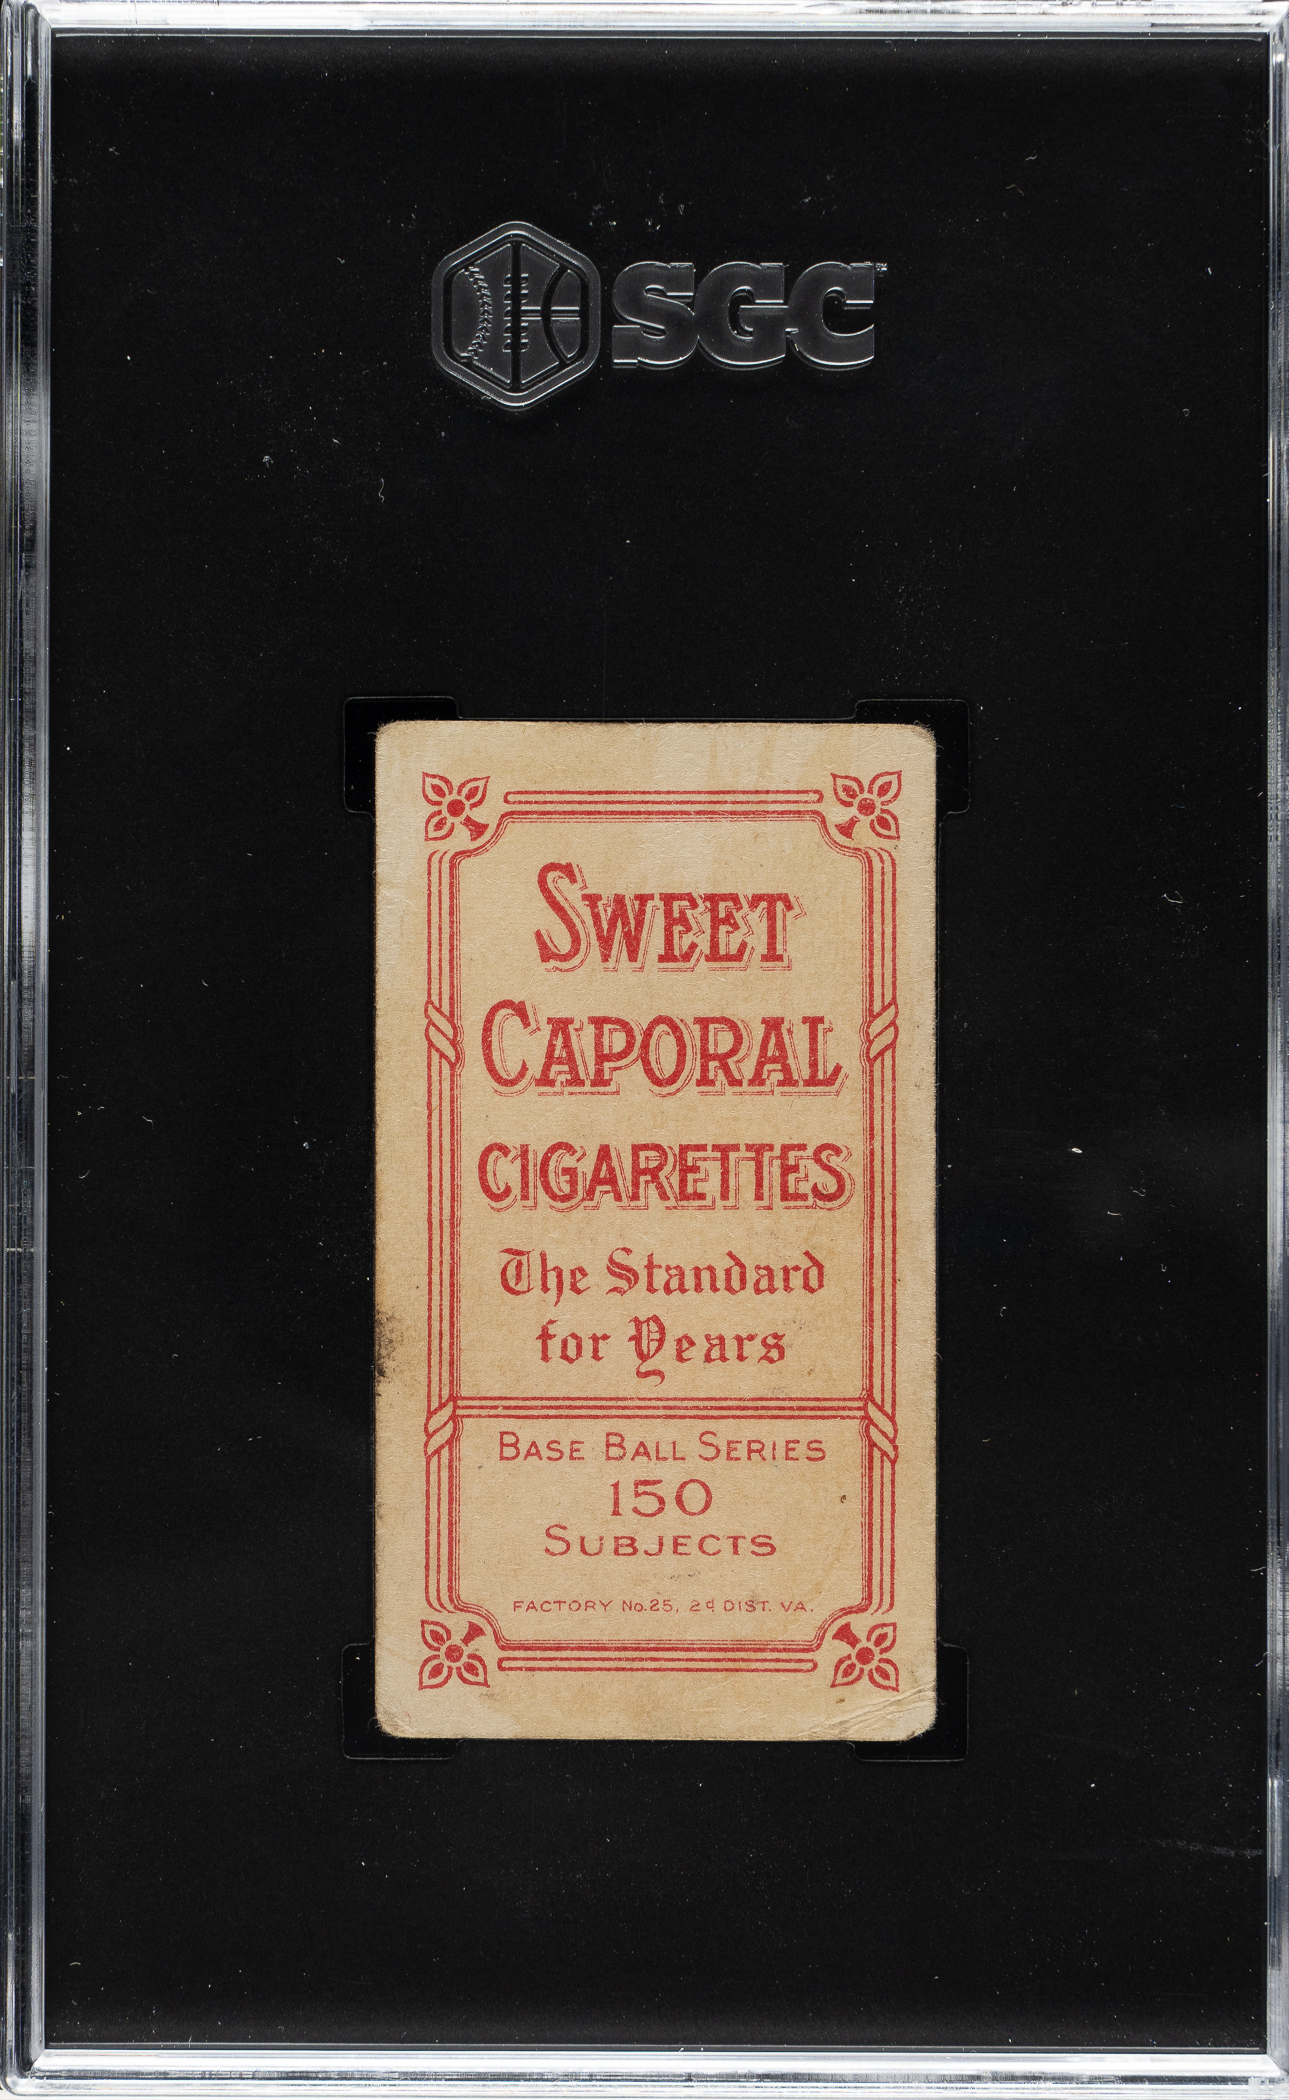 SGC
SWEET
CAPORAL
CIGARETTES
The Standard
for Years
BASE BALL SERIES
150
SUBJECTS
FACTORY No. 25, 2d DIST. VA.